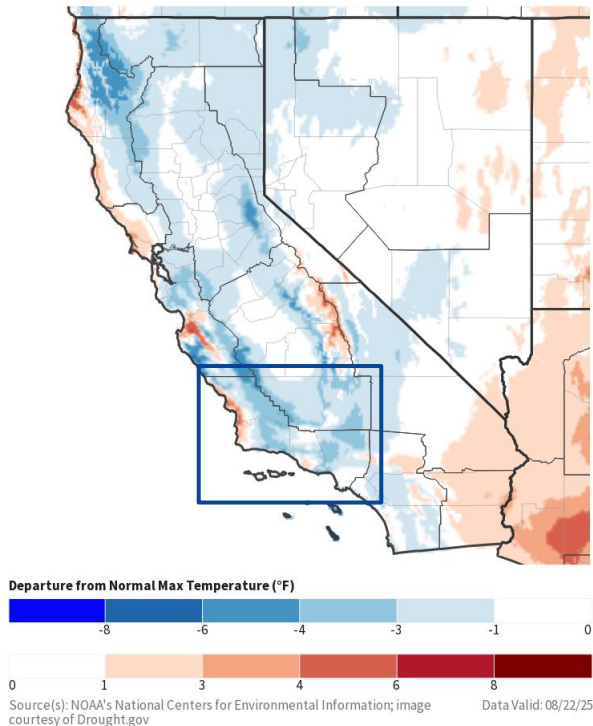 Departure from Normal Max Temperature (°F)
-8 -6 -4 -3 -1 0
0 1 3 4 6 8
Source(s): NOAA's National Centers for Environmental Information; image Data Valid: 08/22/25
courtesy of Drought.gov